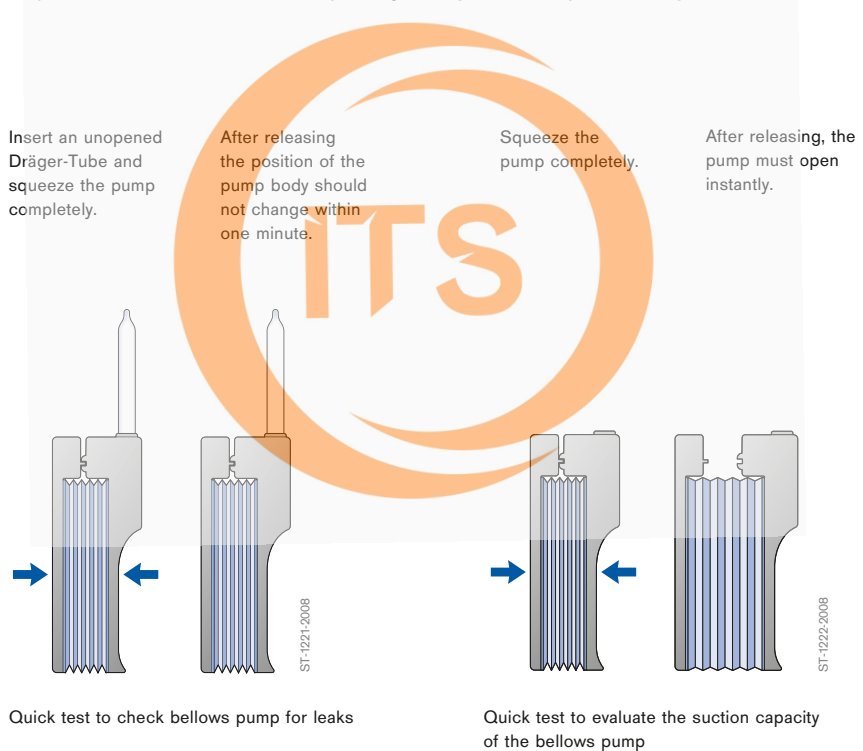 Insert an unopened
Dräger-Tube and
squeeze the pump
completely.
After releasing
the position of the
pump body should
not change within
one minute.
Squeeze the
pump completely.
After releasing, the
pump must open
instantly.
ITS
ST-1221-2008
ST-1222-2008
Quick test to check bellows pump for leaks
Quick test to evaluate the suction capacity
of the bellows pump